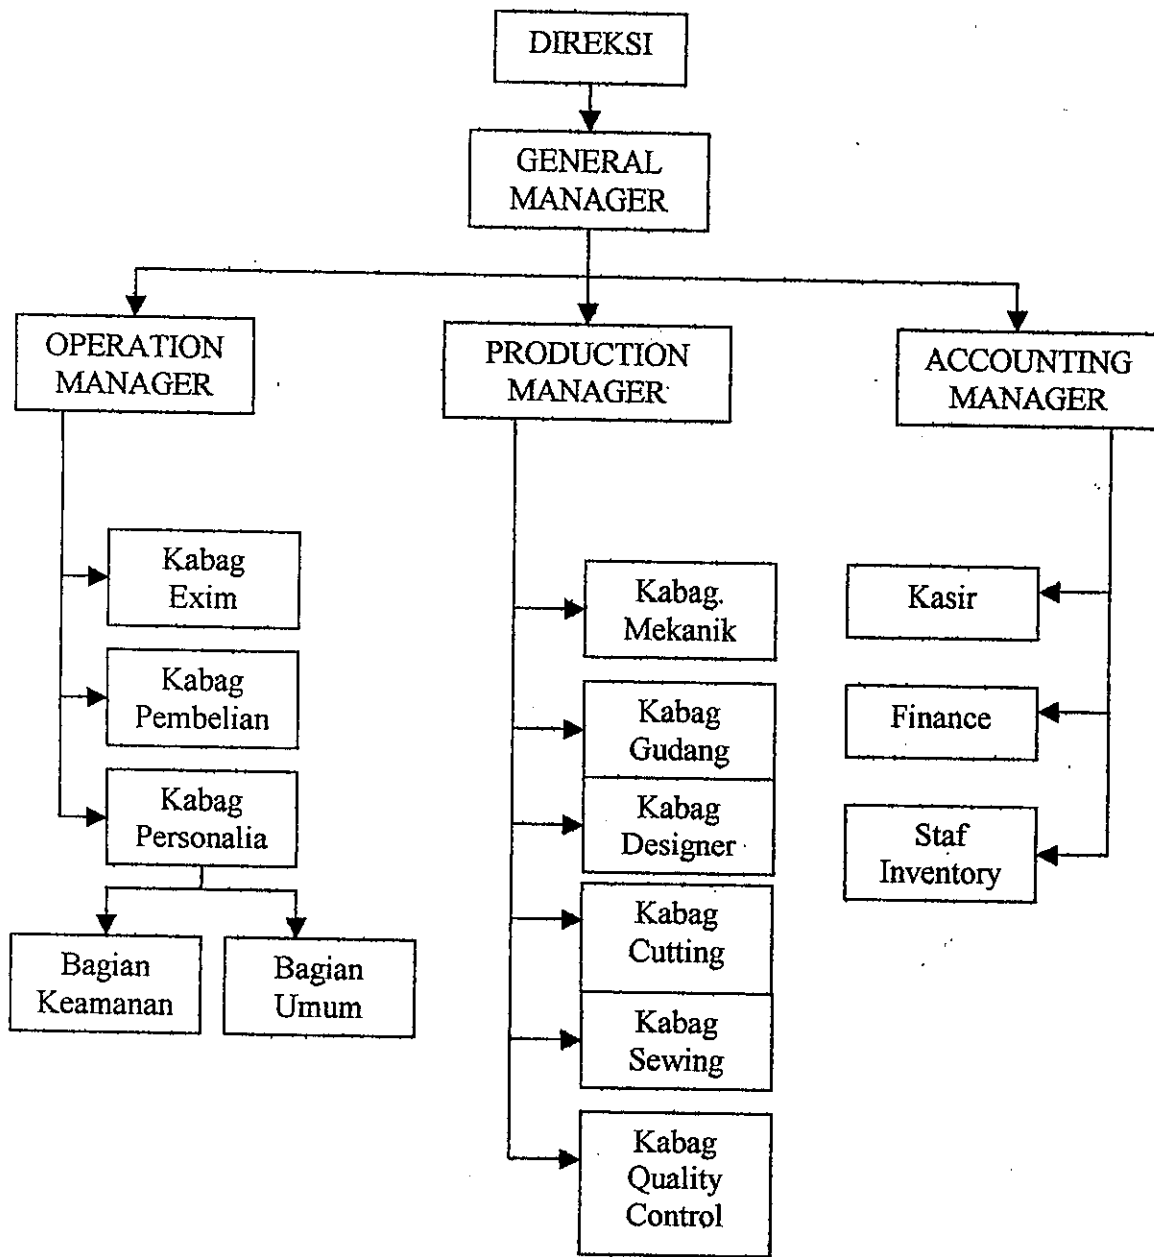 DIREKSI
GENERAL
MANAGER
OPERATION
MANAGER
PRODUCTION
MANAGER
ACCOUNTING
MANAGER
Kabag
Exim
Kabag
Pembelian
Kabag
Personalia
Bagian
Keamanan
Bagian
Umum
Kabag.
Mekanik
Kabag
Gudang
Kabag
Designer
Kabag
Cutting
Kabag
Sewing
Kabag
Quality
Control
Kasir
Finance
Staf
Inventory